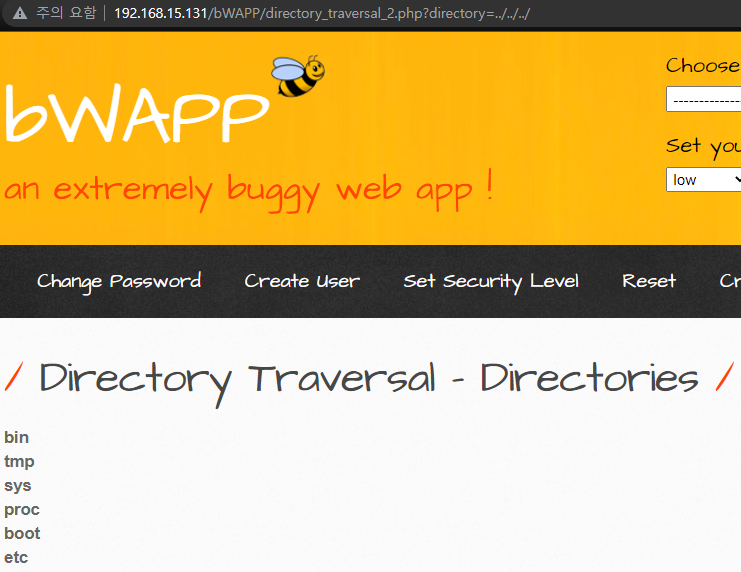 주의 요함 192.168.15.131/bWAPP/directory_traversal_2.php?directory=../../../
bWAPP
an extremely buggy web app !
Choose
--------------
Set you
low
Change Password Create User Set Security Level Reset Cr
/ Directory Traversal - Directories /
bin
tmp
sys
proc
boot
etc